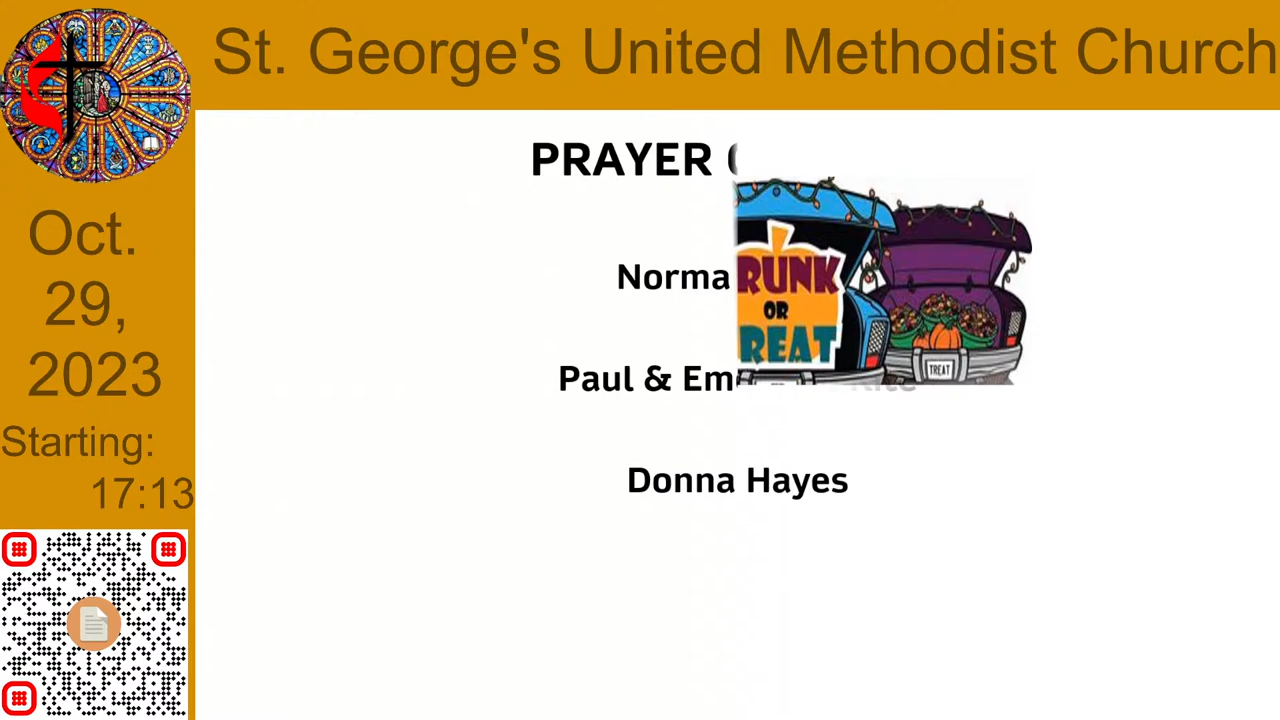 St. George's United Methodist Church
Oct.
29,
2023
Starting:
17:13
PRAYER
Norma
Paul & Em
Donna Hayes
RUNK
OR
REAT
TREAT